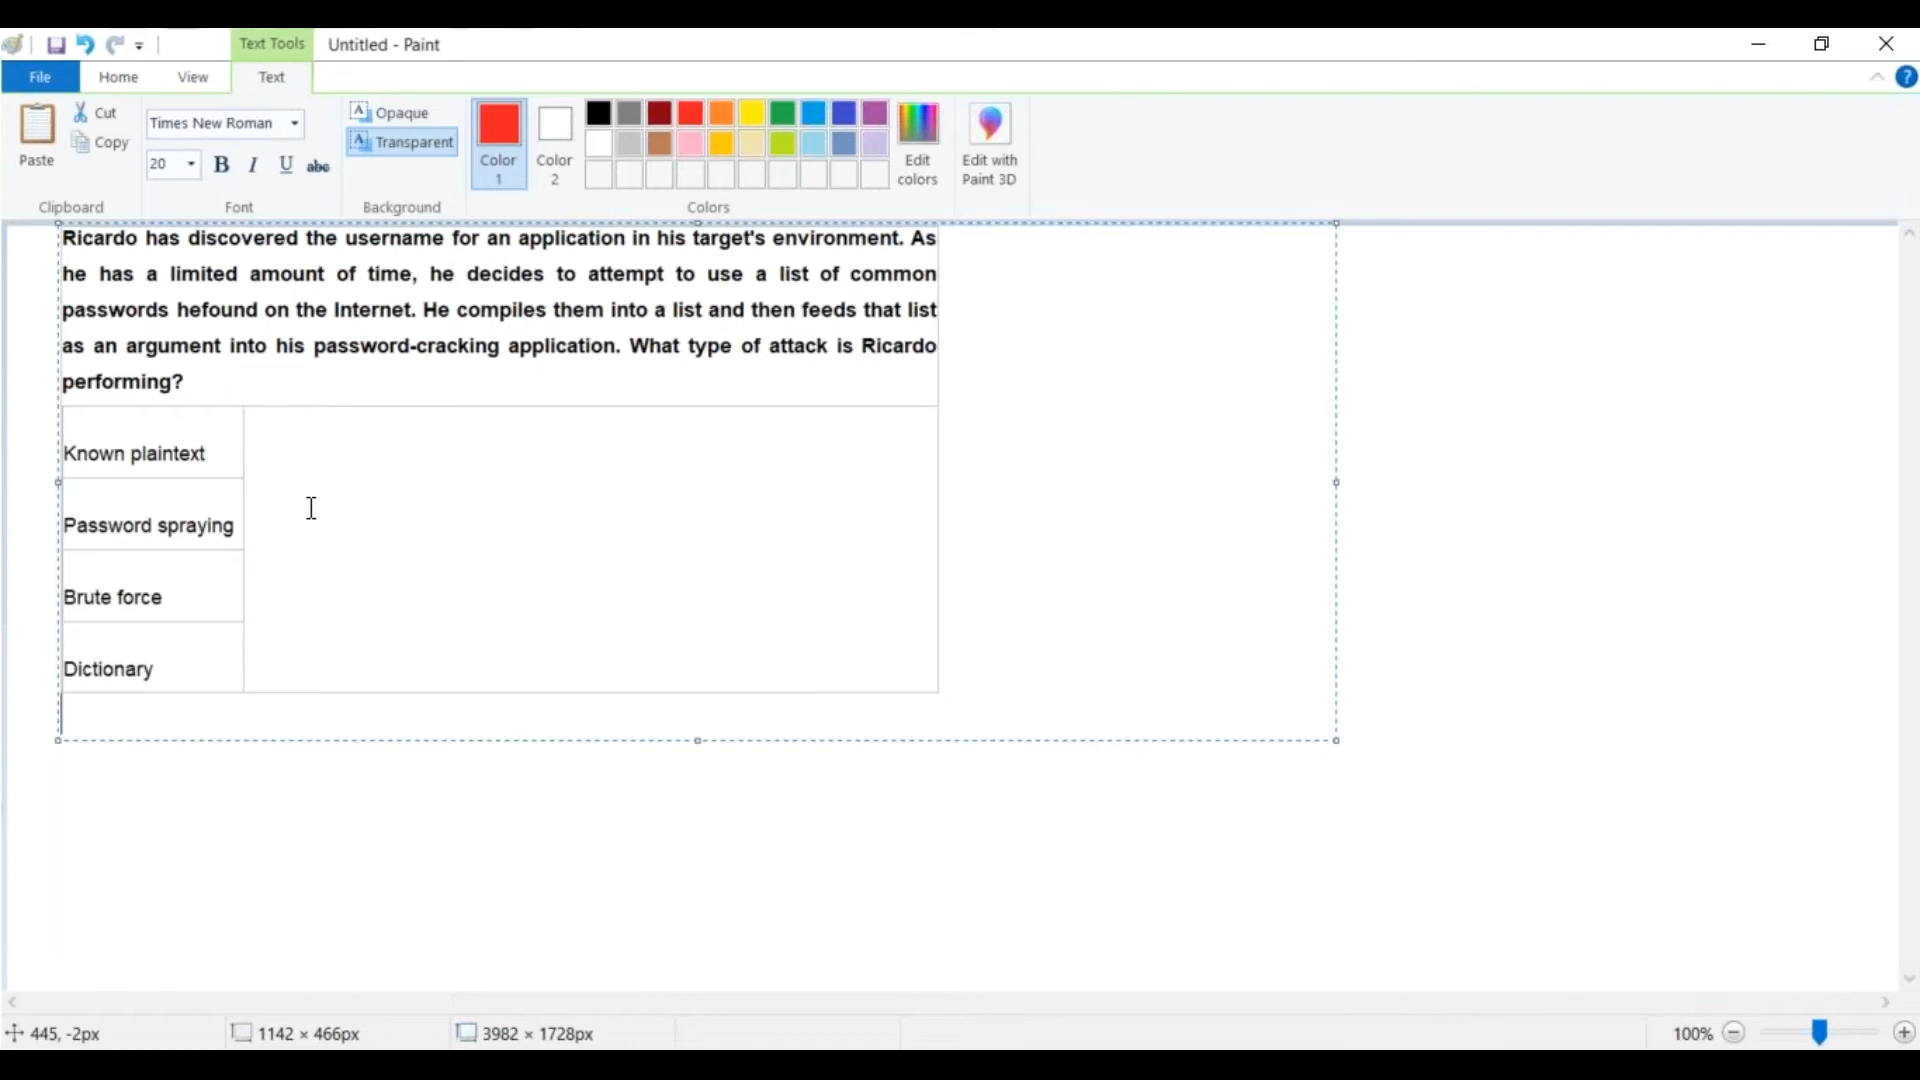 Text Tools
Untitled - Paint
File
Home
View
Text
?
Paste
Cut
Copy
Clipboard
Times New Roman
20
B I U abc
Font
Opaque
Transparent
Background
Color
1
Color
2
Colors
Edit
colors
Edit with
Paint 3D
Ricardo has discovered the username for an application in his target's environment. As
he has a limited amount of time, he decides to attempt to use a list of common
passwords hefound on the Internet. He compiles them into a list and then feeds that list
as an argument into his password-cracking application. What type of attack is Ricardo
performing?
Known plaintext
Password spraying
Brute force
Dictionary
445, -2px
1142 × 466px
3982 × 1728px
100%